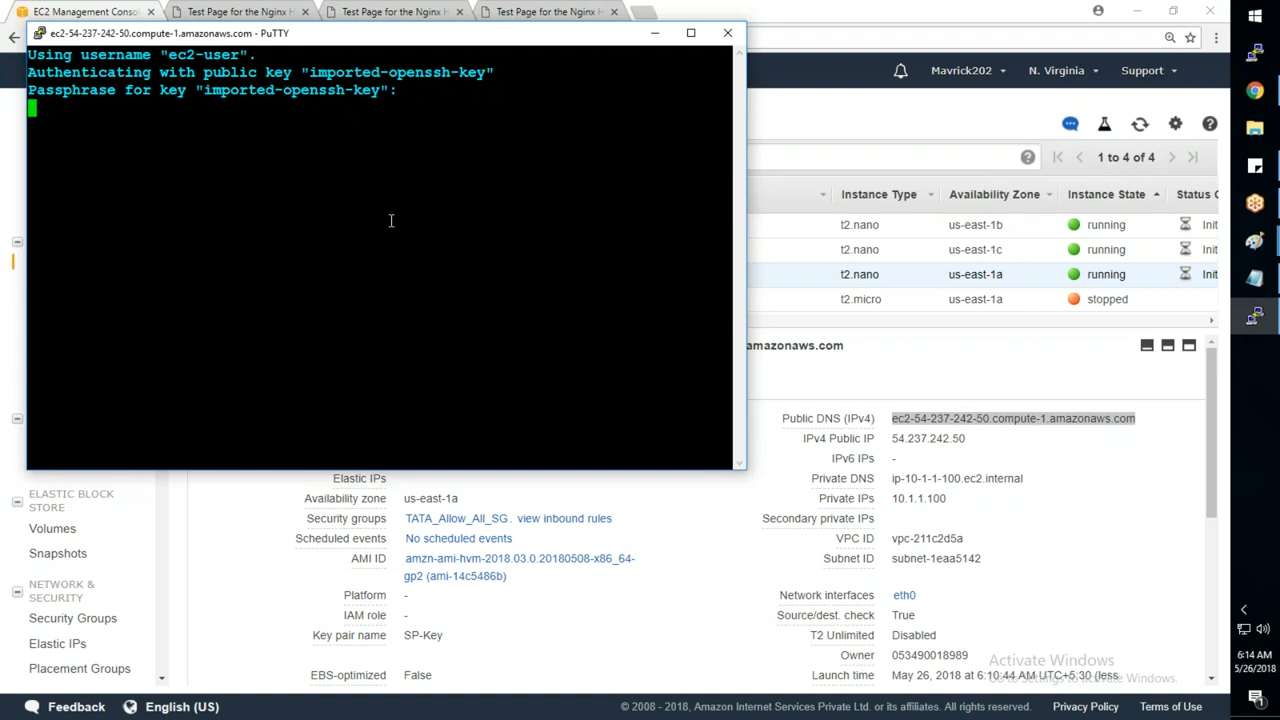 EC2 Management Consol
Test Page for the Nginx H
Test Page for the Nginx H
Test Page for the Nginx H
ec2-54-237-242-50.compute-1.amazonaws.com - PuTTY
Using username "ec2-user".
Authenticating with public key "imported-openssh-key"
Passphrase for key "imported-openssh-key":
Mavrick202
N. Virginia
Support
1 to 4 of 4
Instance Type
Availability Zone
Instance State
Status C
t2.nano us-east-1b running Init
t2.nano us-east-1c running Init
t2.nano us-east-1a running Init
t2.micro us-east-1a stopped
amazonaws.com
Public DNS (IPv4) ec2-54-237-242-50.compute-1.amazonaws.com
IPv4 Public IP 54.237.242.50
IPv6 IPs -
Elastic IPs
Private DNS ip-10-1-1-100.ec2.internal
Availability zone us-east-1a
Private IPs 10.1.1.100
Security groups TATA_Allow_All_SG. view inbound rules
Secondary private IPs
Scheduled events No scheduled events
VPC ID vpc-211c2d5a
AMI ID amzn-ami-hvm-2018.03.0.20180508-x86_64-
gp2 (ami-14c5486b)
Subnet ID subnet-1eaa5142
Platform -
Network interfaces eth0
IAM role -
Source/dest. check True
Key pair name SP-Key
T2 Unlimited Disabled
Owner 053490018989
EBS-optimized False
Launch time May 26, 2018 at 6:10:44 AM UTC+5:30 (less
ELASTIC BLOCK
STORE
Volumes
Snapshots
NETWORK &
SECURITY
Security Groups
Elastic IPs
Placement Groups
Activate Windows
Go to Settings to activate Windows.
6:14 AM
5/26/2018
Feedback
English (US)
© 2008 - 2018, Amazon Internet Services Private Ltd. or its affiliates. All rights reserved.
Privacy Policy
Terms of Use